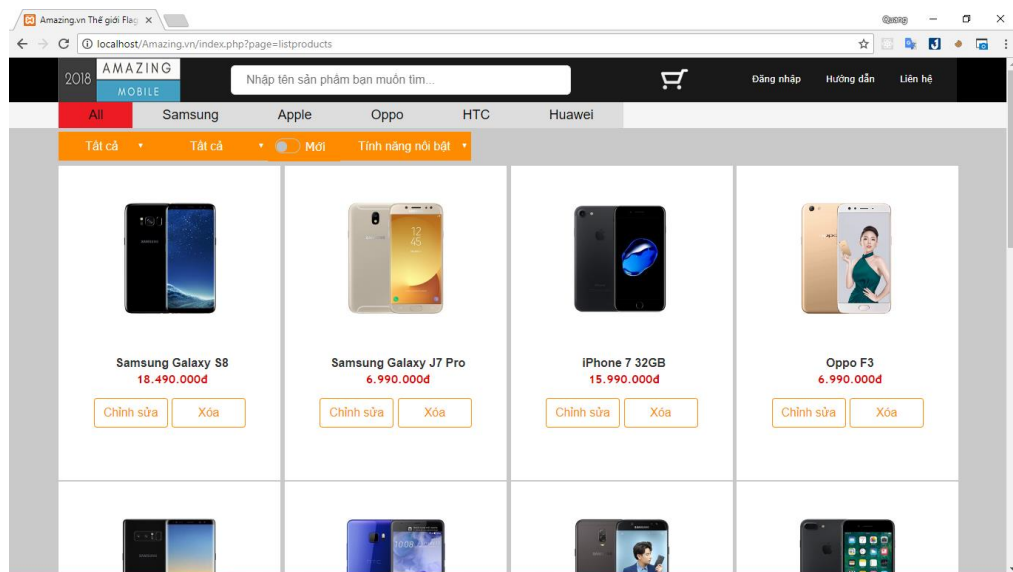 Amazing.vn Thế giới Flag
Quang
localhost/Amazing.vn/index.php?page=listproducts
2018 AMAZING
MOBILE
Nhập tên sản phẩm bạn muốn tìm...
Đăng nhập Hướng dẫn Liên hệ
All Samsung Apple Oppo HTC Huawei
Tất cả Tất cả Mới Tính năng nổi bật
12
45
Samsung Galaxy S8 Samsung Galaxy J7 Pro iPhone 7 32GB Oppo F3
18.490.000đ 6.990.000đ 15.990.000đ 6.990.000đ
Chỉnh sửa Xóa Chỉnh sửa Xóa Chỉnh sửa Xóa Chỉnh sửa Xóa
10:08